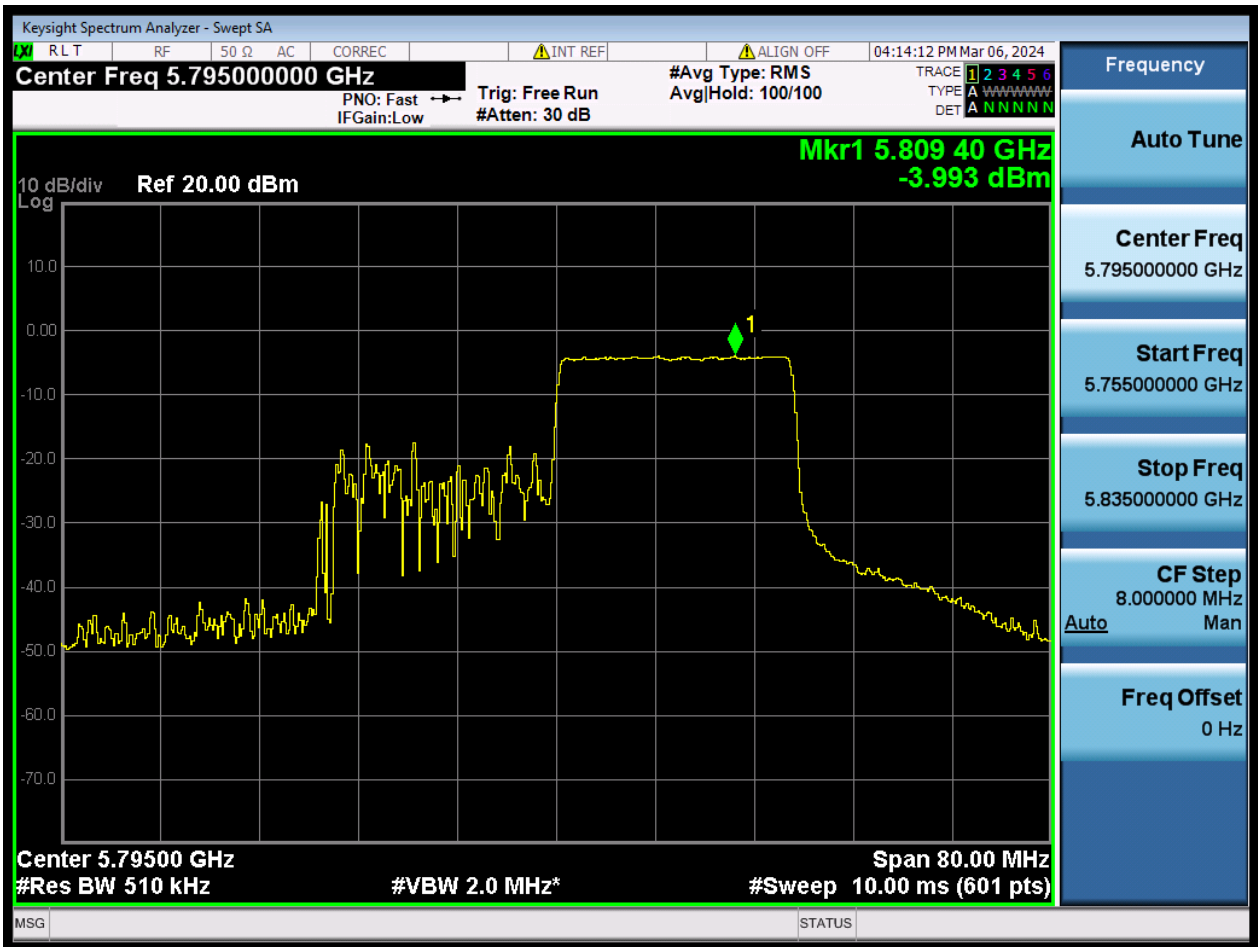 Keysight Spectrum Analyzer - Swept SA
LXI RLT RF 50 Ω AC CORREC INT REF ALIGN OFF 04:14:12 PM Mar 06, 2024
Center Freq 5.795000000 GHz
PNO: Fast
IFGain:Low
Trig: Free Run
#Atten: 30 dB
#Avg Type: RMS
Avg|Hold: 100/100
TRACE 1 2 3 4 5 6
TYPE A WWWWW
DET A N N N N N
Mkr1 5.809 40 GHz
-3.993 dBm
10 dB/div Ref 20.00 dBm
Log
10.0
0.00
-10.0
-20.0
-30.0
-40.0
-50.0
-60.0
-70.0
1
Center 5.79500 GHz Span 80.00 MHz
#Res BW 510 kHz #VBW 2.0 MHz* #Sweep 10.00 ms (601 pts)
MSG STATUS
Frequency
Auto Tune
Center Freq
5.795000000 GHz
Start Freq
5.755000000 GHz
Stop Freq
5.835000000 GHz
CF Step
8.000000 MHz
Auto Man
Freq Offset
0 Hz